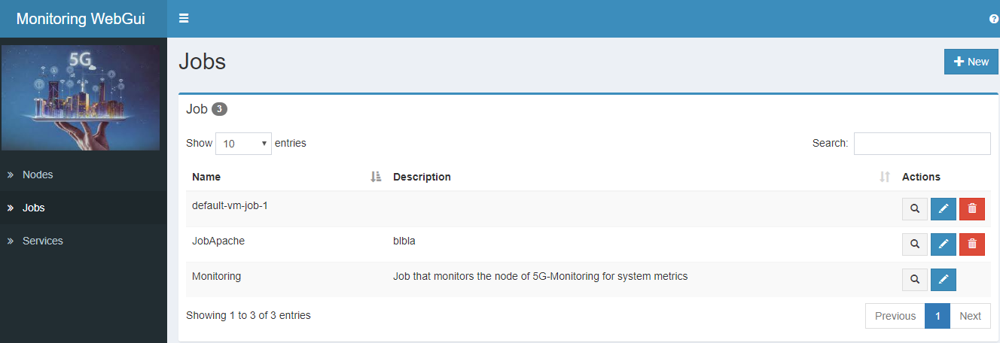 Monitoring WebGui
5G
Nodes
Jobs
Services
Jobs
New
Job 3
Show 10 entries
Search:
Name Description Actions
default-vm-job-1
JobApache blbla
Monitoring Job that monitors the node of 5G-Monitoring for system metrics
Showing 1 to 3 of 3 entries
Previous 1 Next